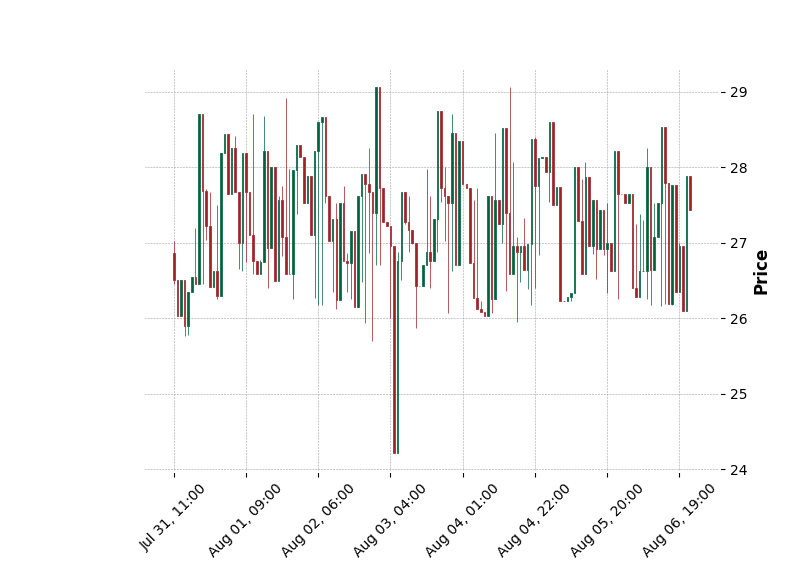 29
28
27
26
25
24
Price
Jul 31, 11:00
Aug 01, 09:00
Aug 02, 06:00
Aug 03, 04:00
Aug 04, 01:00
Aug 04, 22:00
Aug 05, 20:00
Aug 06, 19:00